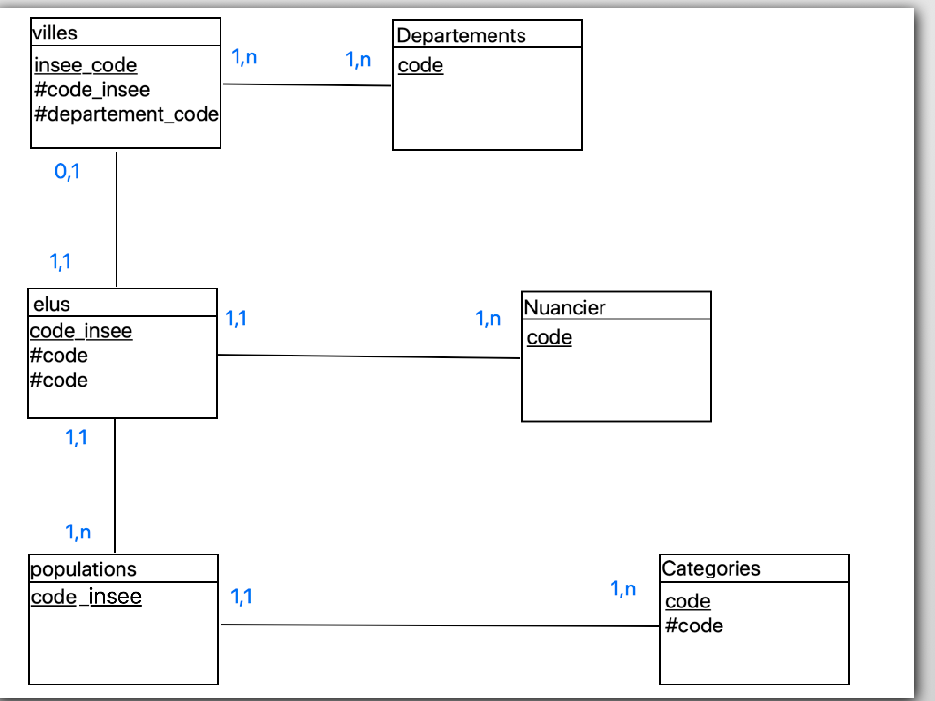 villes
insee_code
#code_insee
#departement_code
1,n
1,n
Departements
code
0,1
1,1
elus
code_insee
#code
#code
1,1
1,n
Nuancier
code
1,1
1,n
populations
code_insee
1,1
1,n
Categories
code
#code